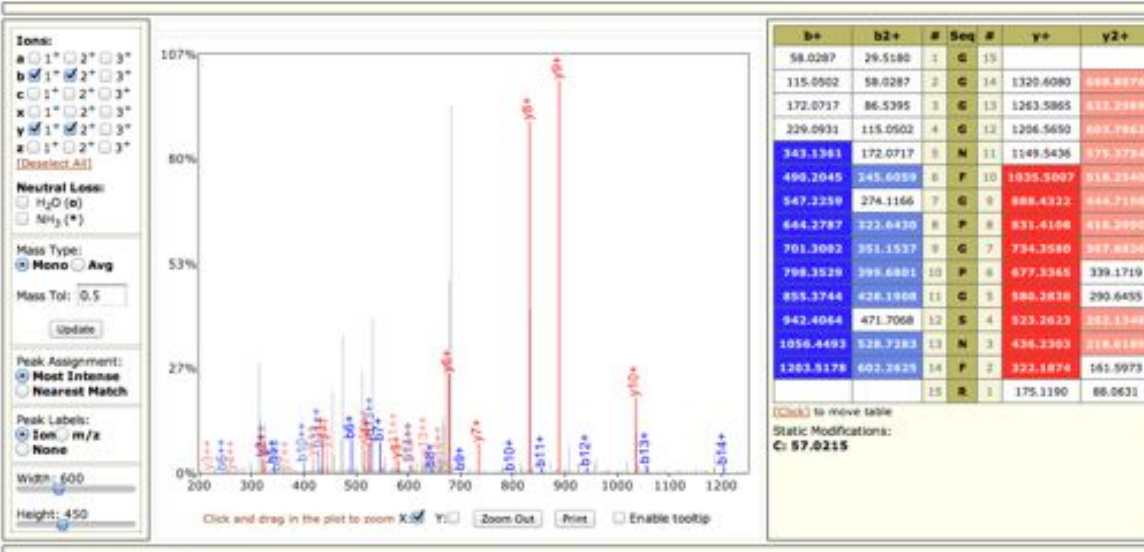 Ions:
a 1+ 2+ 3+
b 1+ 2+ 3+
c 1+ 2+ 3+
x 1+ 2+ 3+
y 1+ 2+ 3+
z 1+ 2+ 3+
[Deselect All]
Neutral Loss:
H2O (o)
NH3 (*)
Mass Type:
Mono Avg
Mass Tol: 0.5
Update
Peak Assignment:
Most Intense
Nearest Match
Peak Labels:
Ion m/z
None
Width: 600
Height: 450
107%
80%
53%
27%
0%
200 300 400 500 600 700 800 900 1000 1100 1200
y9+
y8+
y6+
y10+
y7+
b6+
b7+
b8+
b9+
b10+
b11+
b12+
b13+
b14+
Click and drag in the plot to zoom X: Y: Zoom Out Print Enable tooltip
b+ b2+ # Seq # y+ y2+
58.0287 29.5180 1 G 15
115.0502 58.0287 2 G 14 1320.6080
172.0717 86.5395 3 G 13 1263.5865
229.0931 115.0502 4 G 12 1206.5650
343.1361 172.0717 5 N 11 1149.5436
490.2045 245.6059 6 F 10 1035.5007
547.2259 274.1166 7 G 9 888.4322
644.2787 322.6430 8 P 8 831.4108
701.3002 351.1537 9 G 7 734.3580
798.3529 399.6801 10 P 6 677.3365 339.1719
855.3744 428.1908 11 G 5 580.2838 290.6455
942.4064 471.7068 12 S 4 523.2623
1056.4493 528.7283 13 N 3 436.2303
1203.5178 602.2625 14 F 2 322.1874 161.5973
15 R 1 175.1190 88.0631
[Click] to move table
Static Modifications:
C: 57.0215